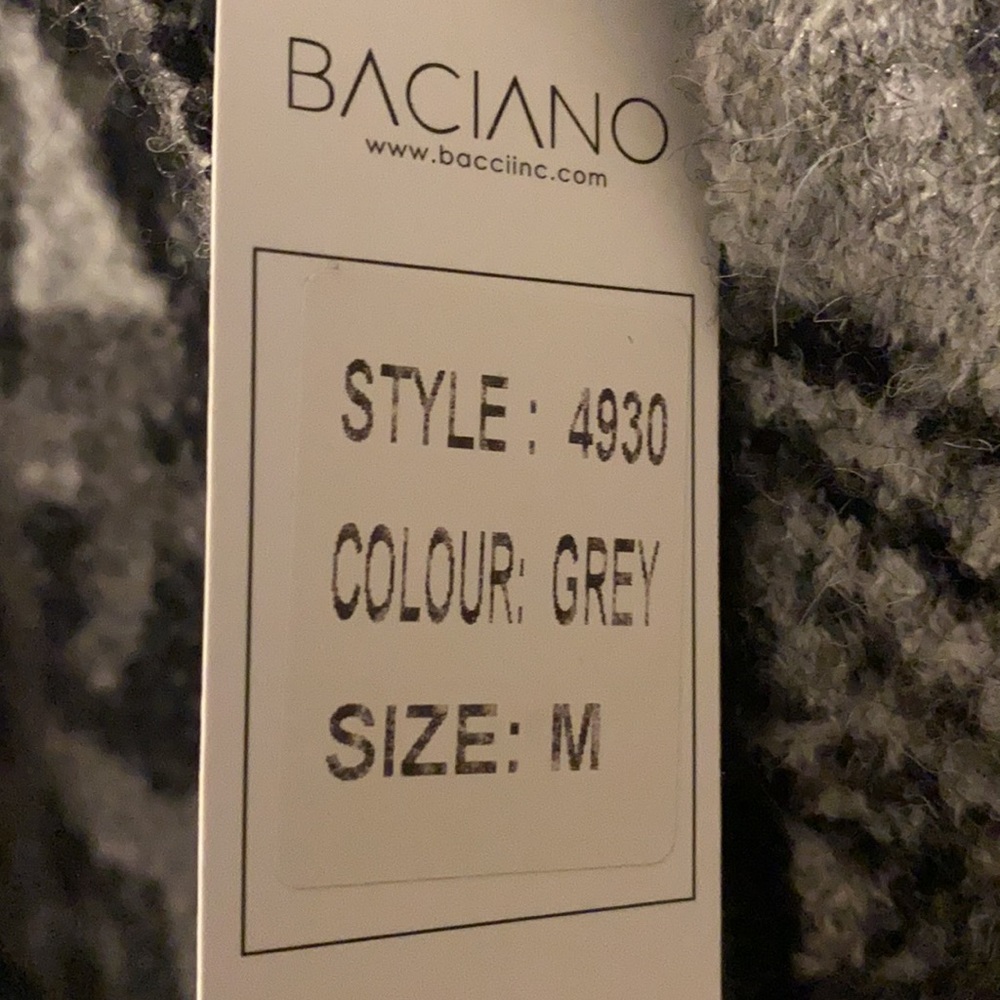 BACIANO
www.bacciinc.com
STYLE : 4930
COLOUR: GREY
SIZE: M